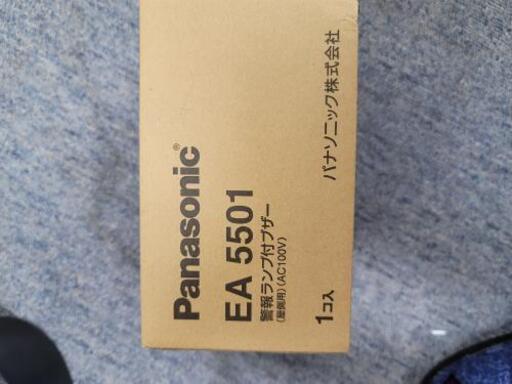 Panasonic®
EA 5501
警報ランプ付ブザー
(屋側用)(AC100V)
1コ入
パナソニック株式会社